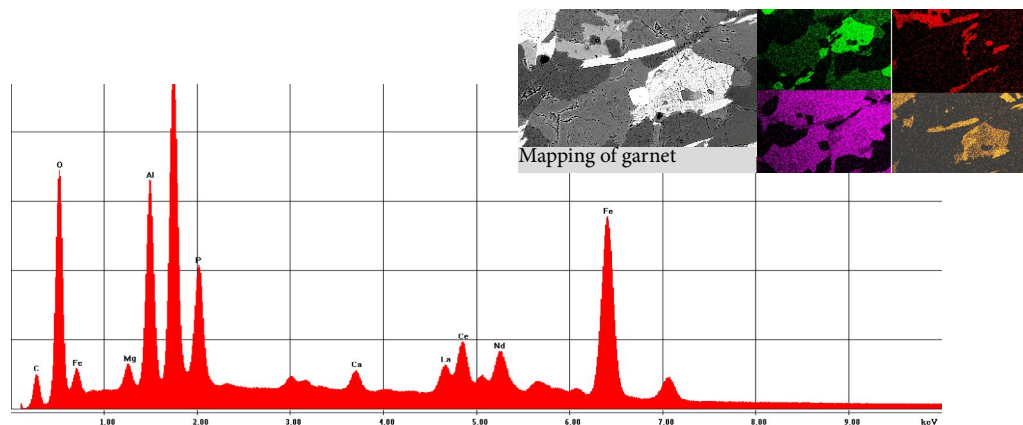 Mapping of garnet
O
Al
P
Fe
C
Fe
Mg
Ca
La
Ce
Nd
1.00 2.00 3.00 4.00 5.00 6.00 7.00 8.00 9.00 keV